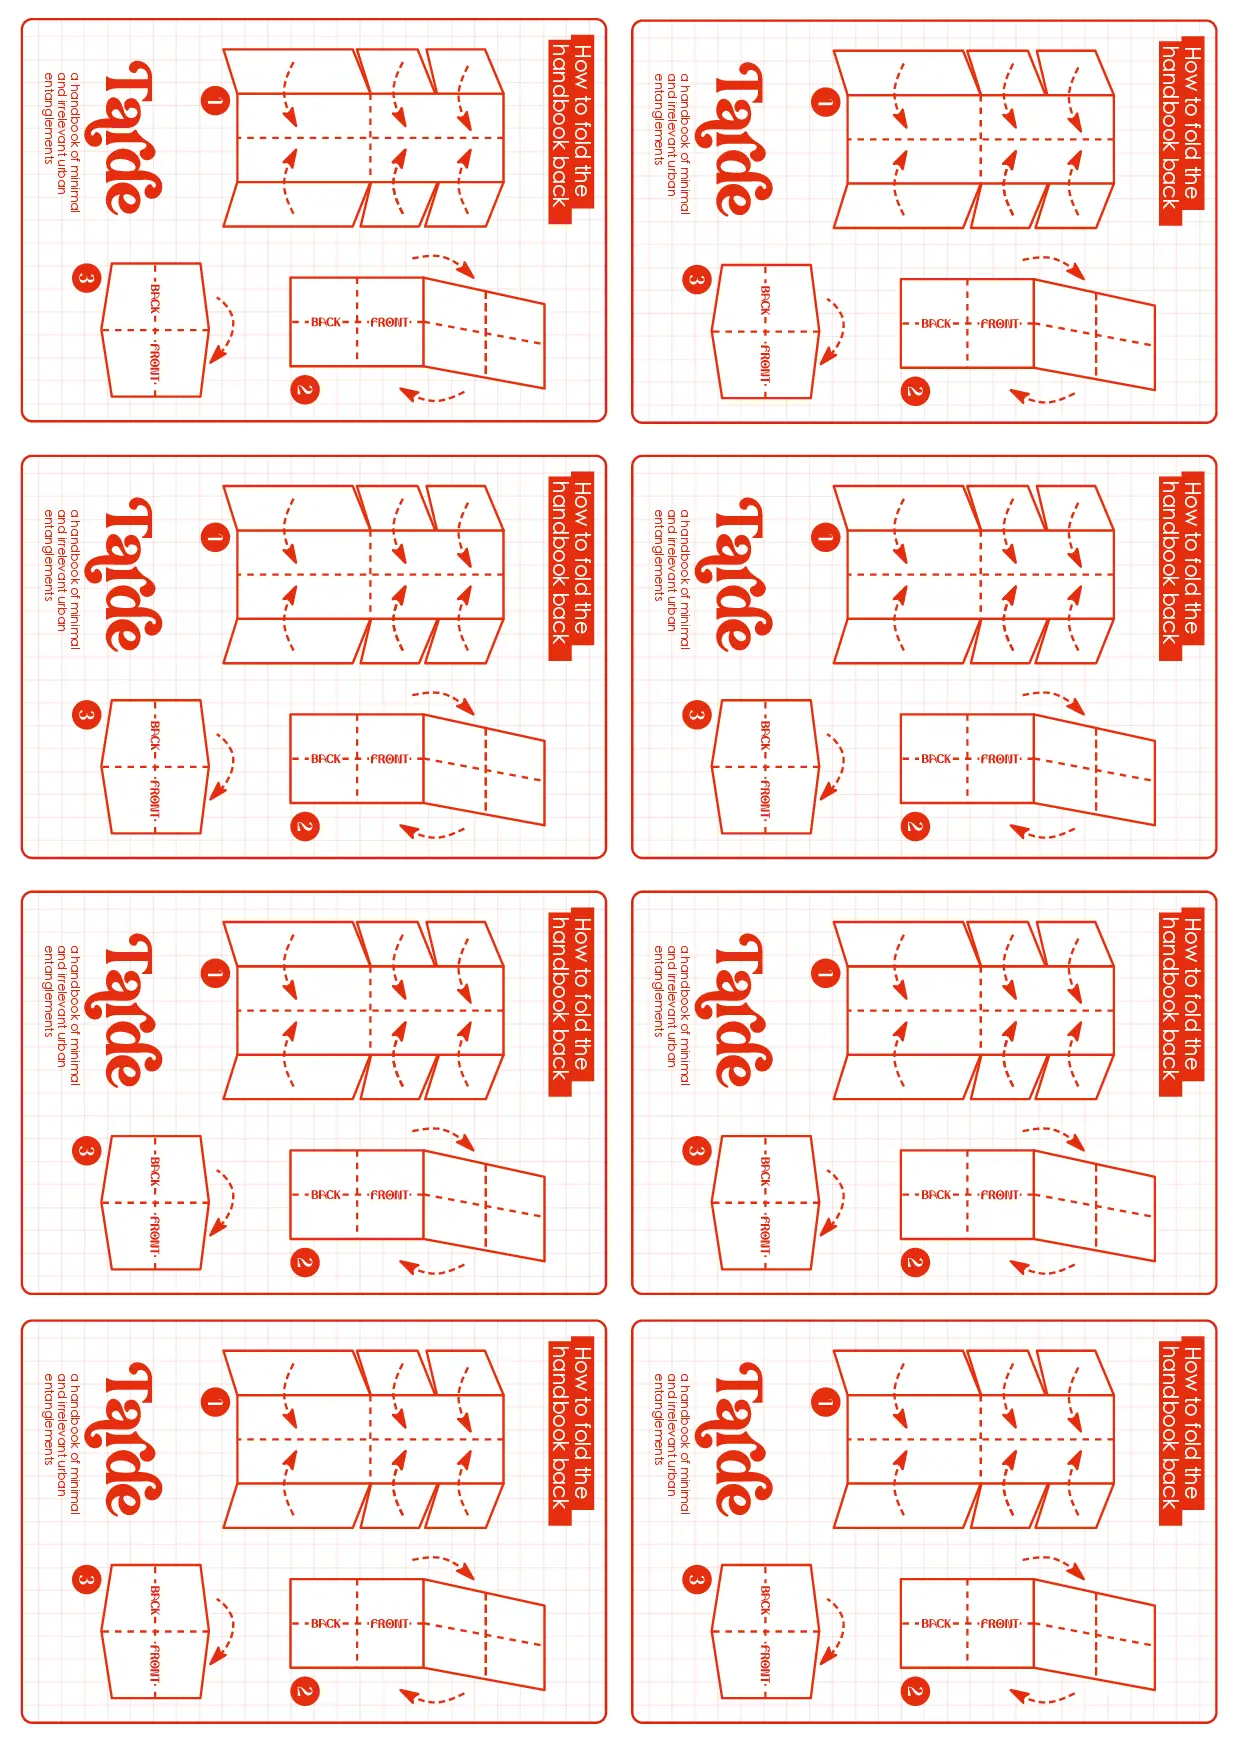 How to fold the
handbook back
1
BACK FRONT
2
3
BACK FRONT
Tarde
a handbook of minimal
and irrelevant urban
entanglements
How to fold the
handbook back
1
BACK FRONT
2
3
BACK FRONT
Tarde
a handbook of minimal
and irrelevant urban
entanglements
How to fold the
handbook back
1
BACK FRONT
2
3
BACK FRONT
Tarde
a handbook of minimal
and irrelevant urban
entanglements
How to fold the
handbook back
1
BACK FRONT
2
3
BACK FRONT
Tarde
a handbook of minimal
and irrelevant urban
entanglements
How to fold the
handbook back
1
BACK FRONT
2
3
BACK FRONT
Tarde
a handbook of minimal
and irrelevant urban
entanglements
How to fold the
handbook back
1
BACK FRONT
2
3
BACK FRONT
Tarde
a handbook of minimal
and irrelevant urban
entanglements
How to fold the
handbook back
1
BACK FRONT
2
3
BACK FRONT
Tarde
a handbook of minimal
and irrelevant urban
entanglements
How to fold the
handbook back
1
BACK FRONT
2
3
BACK FRONT
Tarde
a handbook of minimal
and irrelevant urban
entanglements